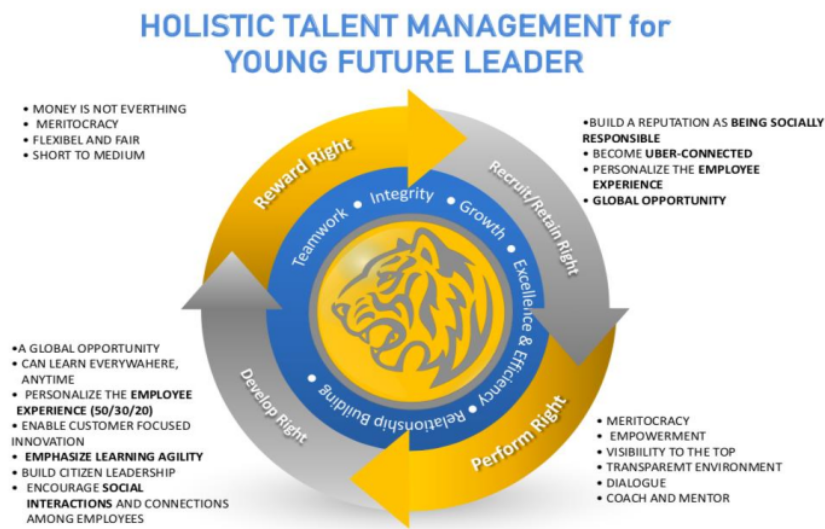 HOLISTIC TALENT MANAGEMENT for
YOUNG FUTURE LEADER
• MONEY IS NOT EVERTHING
• MERITOCRACY
• FLEXIBEL AND FAIR
• SHORT TO MEDIUM
•BUILD A REPUTATION AS BEING SOCIALLY
RESPONSIBLE
• BECOME UBER-CONNECTED
• PERSONALIZE THE EMPLOYEE
EXPERIENCE
• GLOBAL OPPORTUNITY
Reward Right
Recruit/Retain Right
Perform Right
Develop Right
Teamwork • Integrity • Growth • Excellence & Efficiency • Relationship Building •
•A GLOBAL OPPORTUNITY
• CAN LEARN EVERYWAHERE,
ANYTIME
• PERSONALIZE THE EMPLOYEE
EXPERIENCE (50/30/20)
• ENABLE CUSTOMER FOCUSED
INNOVATION
• EMPHASIZE LEARNING AGILITY
• BUILD CITIZEN LEADERSHIP
• ENCOURAGE SOCIAL
INTERACTIONS AND CONNECTIONS
AMONG EMPLOYEES
• MERITOCRACY
• EMPOWERMENT
• VISIBIILITY TO THE TOP
• TRANSPAREMT ENVIRONMENT
• DIALOGUE
• COACH AND MENTOR